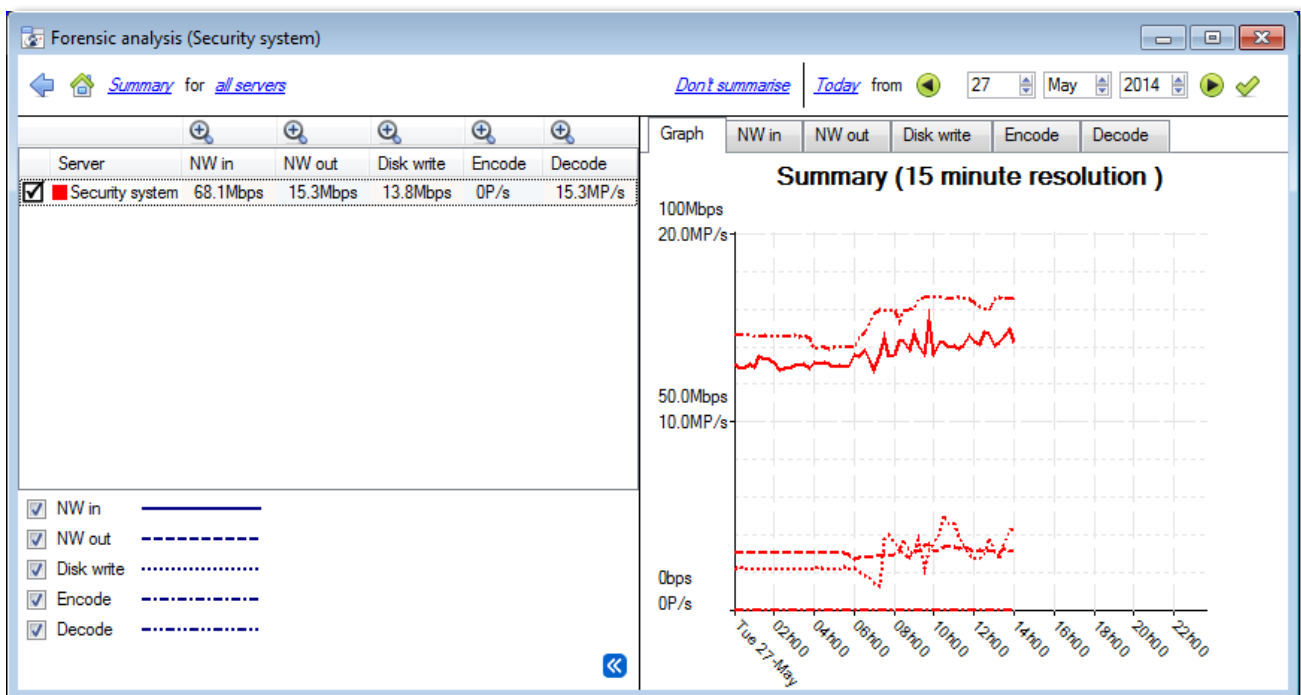 Forensic analysis (Security system)
Summary for all servers
Don't summarise Today from 27 May 2014
Server NW in NW out Disk write Encode Decode
Security system 68.1Mbps 15.3Mbps 13.8Mbps 0P/s 15.3MP/s
NW in
NW out
Disk write
Encode
Decode
Graph NW in NW out Disk write Encode Decode
Summary (15 minute resolution )
100Mbps
20.0MP/s
50.0Mbps
10.0MP/s
0bps
0P/s
Tue 27-May 02h00 04h00 06h00 08h00 10h00 12h00 14h00 16h00 18h00 20h00 22h00